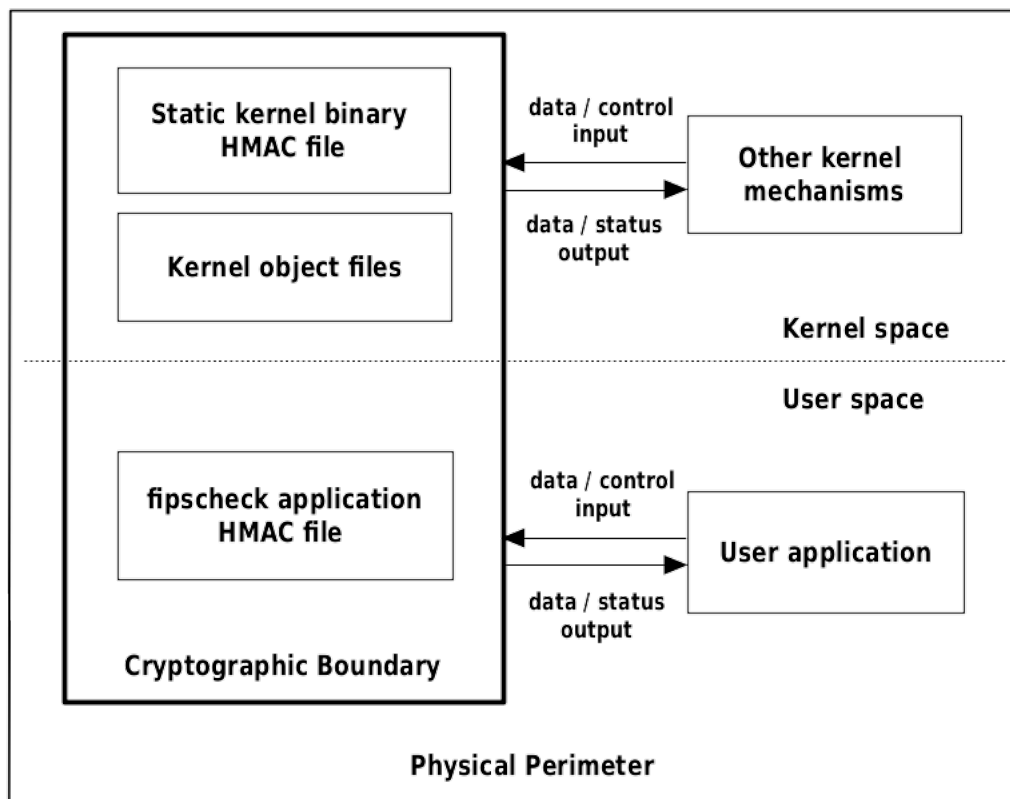 Static kernel binary
HMAC file
Kernel object files
data / control
input
data / status
output
Other kernel
mechanisms
Kernel space
User space
fipscheck application
HMAC file
data / control
input
data / status
output
User application
Cryptographic Boundary
Physical Perimeter